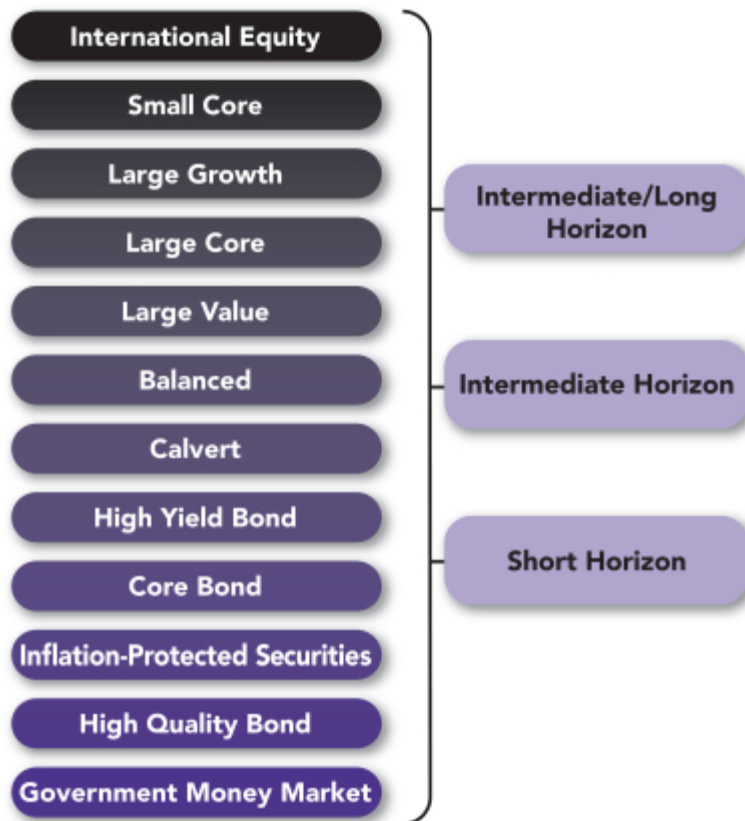 International Equity
Small Core
Large Growth
Large Core
Large Value
Balanced
Calvert
High Yield Bond
Core Bond
Inflation-Protected Securities
High Quality Bond
Government Money Market
Intermediate/Long
Horizon
Intermediate Horizon
Short Horizon